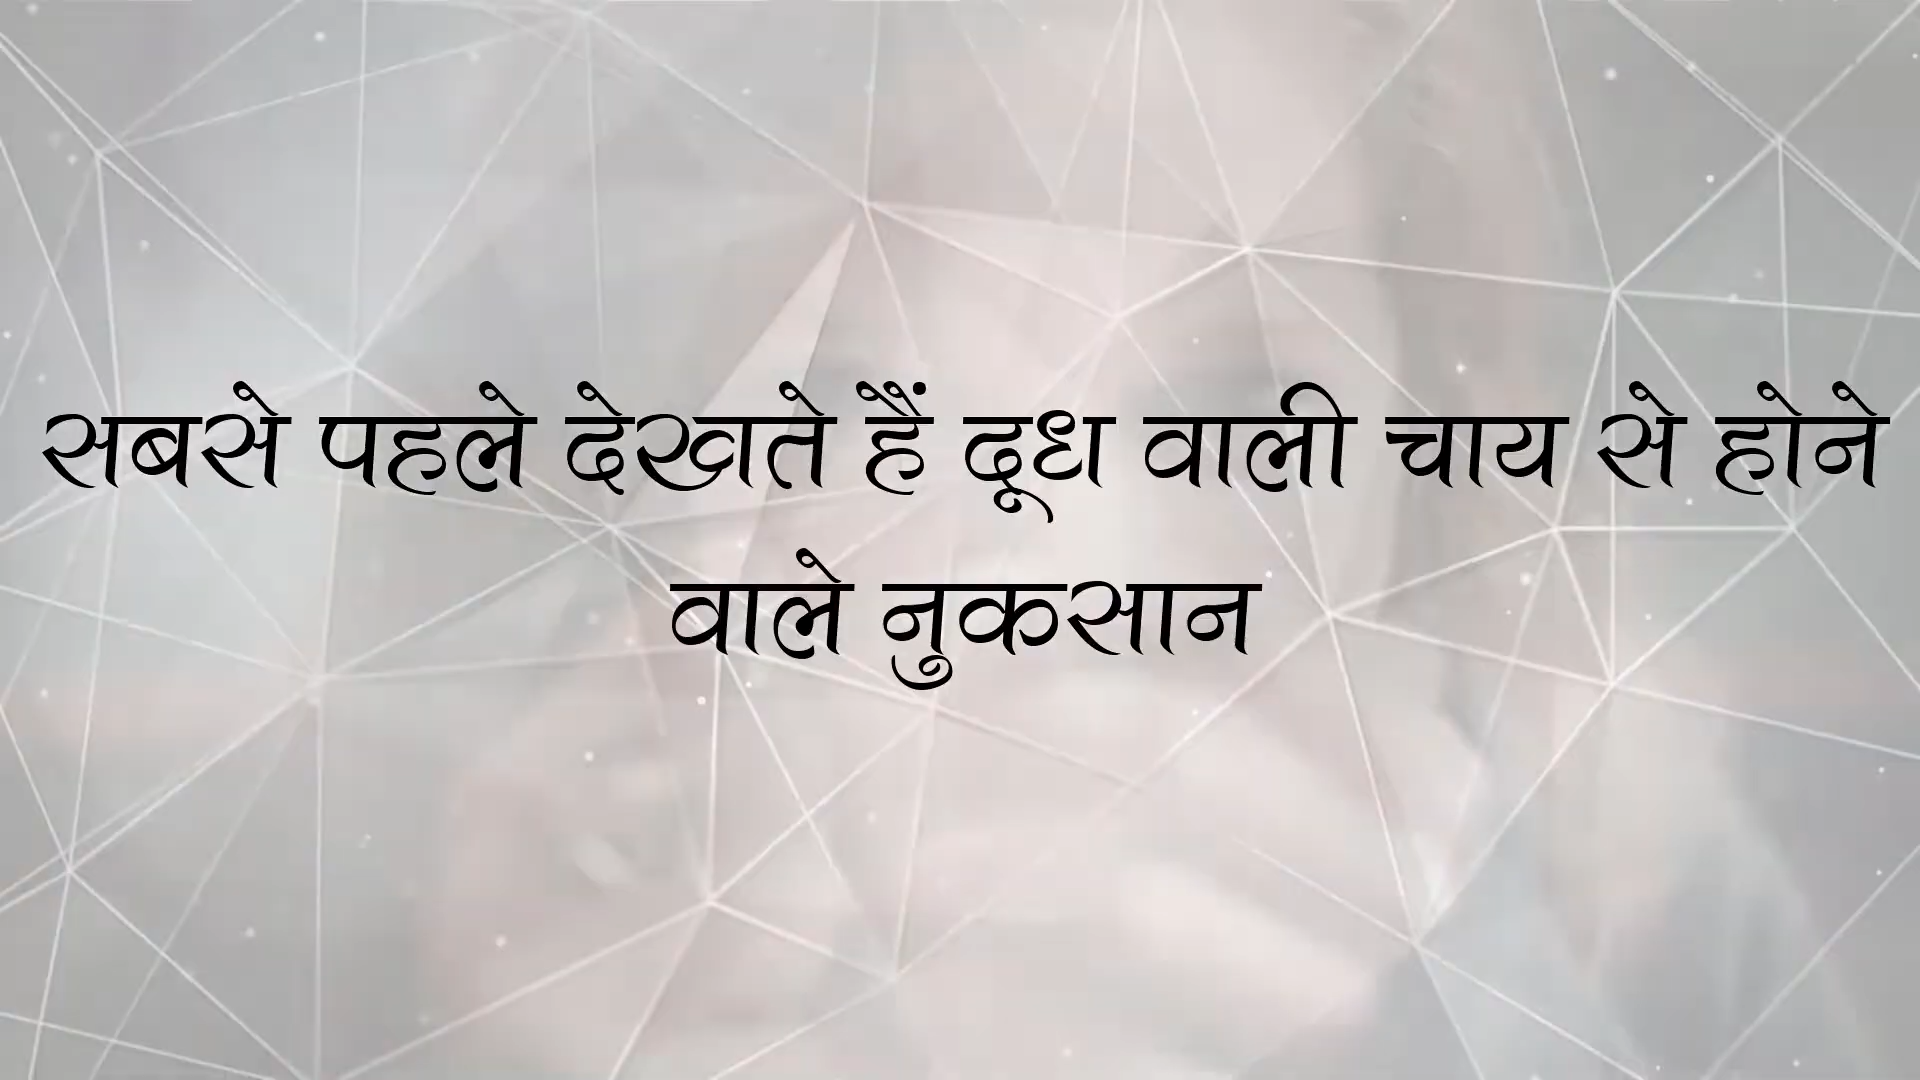 सबसे पहले देखते हैं दूध वाली चाय से होने
वाले नुकसान